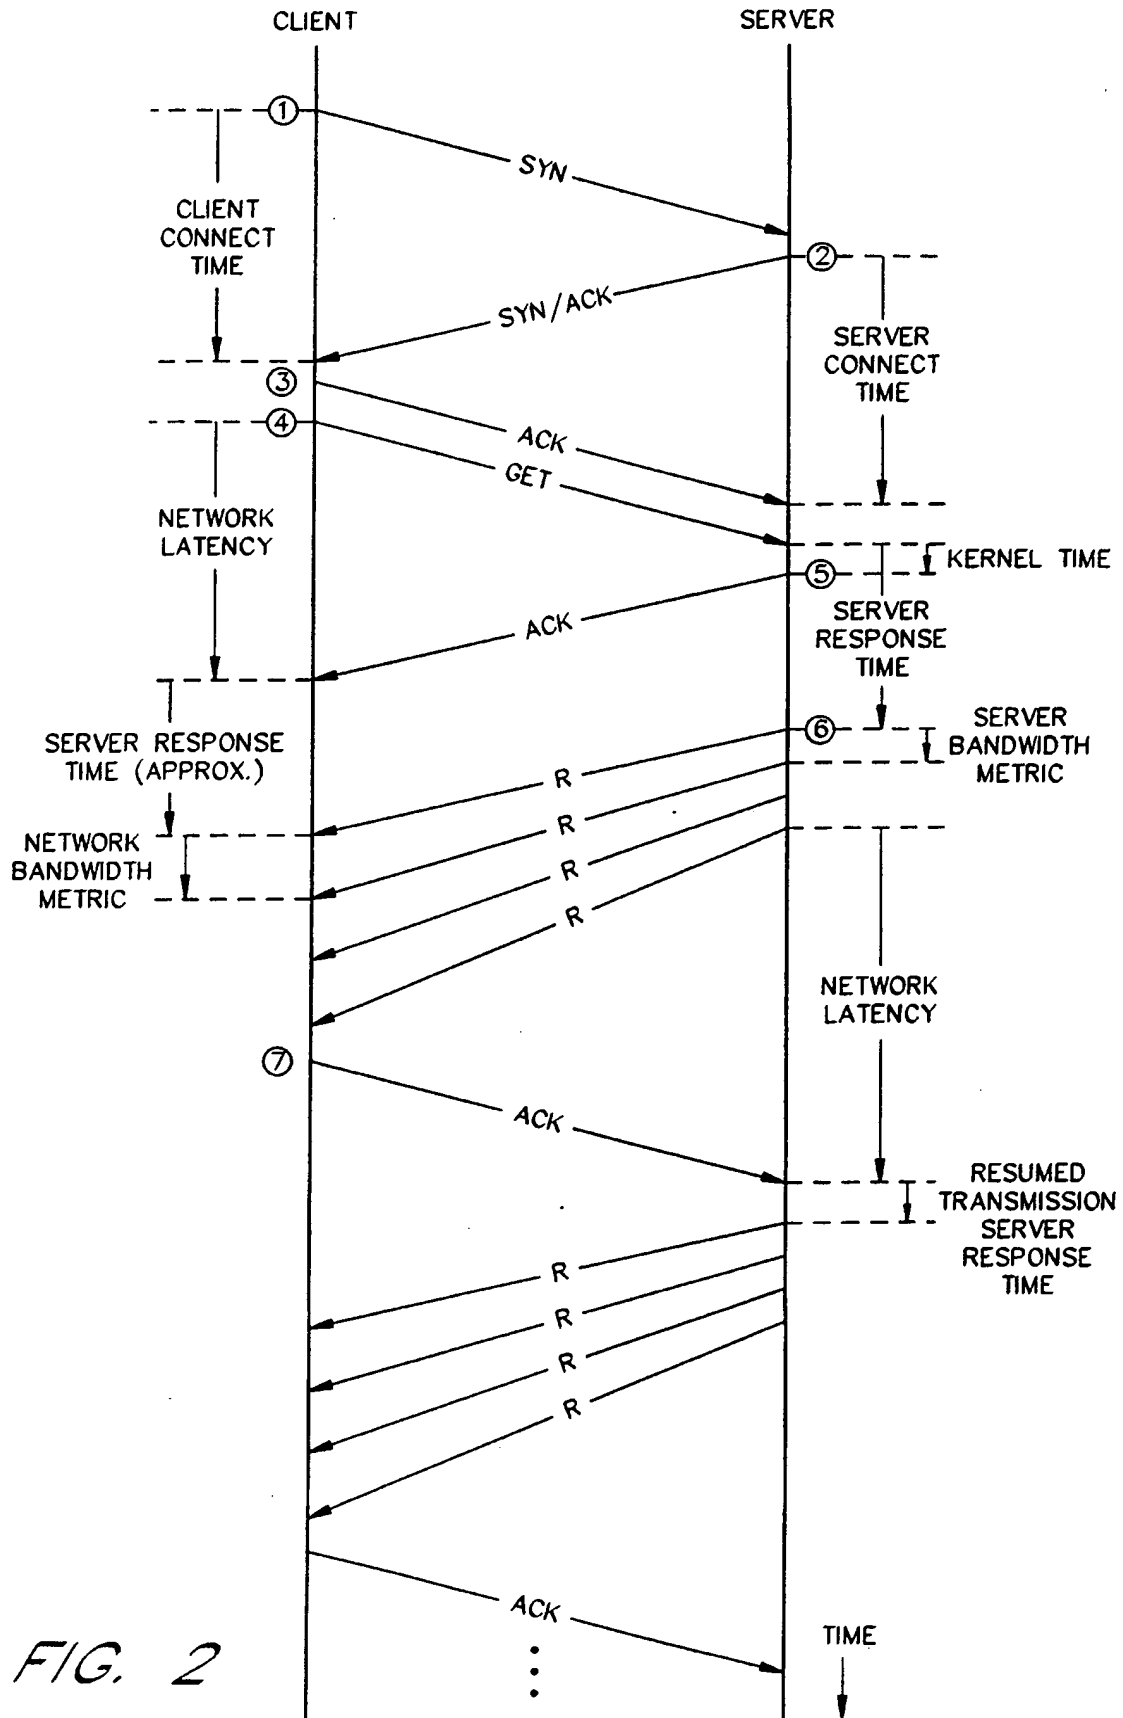 CLIENT
SERVER
①
SYN
CLIENT
CONNECT
TIME
②
SYN/ACK
SERVER
CONNECT
TIME
③
④
ACK
GET
NETWORK
LATENCY
KERNEL TIME
⑤
ACK
SERVER
RESPONSE
TIME
⑥
SERVER
BANDWIDTH
METRIC
SERVER RESPONSE
TIME (APPROX.)
R
R
R
R
NETWORK
BANDWIDTH
METRIC
NETWORK
LATENCY
⑦
ACK
RESUMED
TRANSMISSION
SERVER
RESPONSE
TIME
R
R
R
R
ACK
TIME
FIG. 2